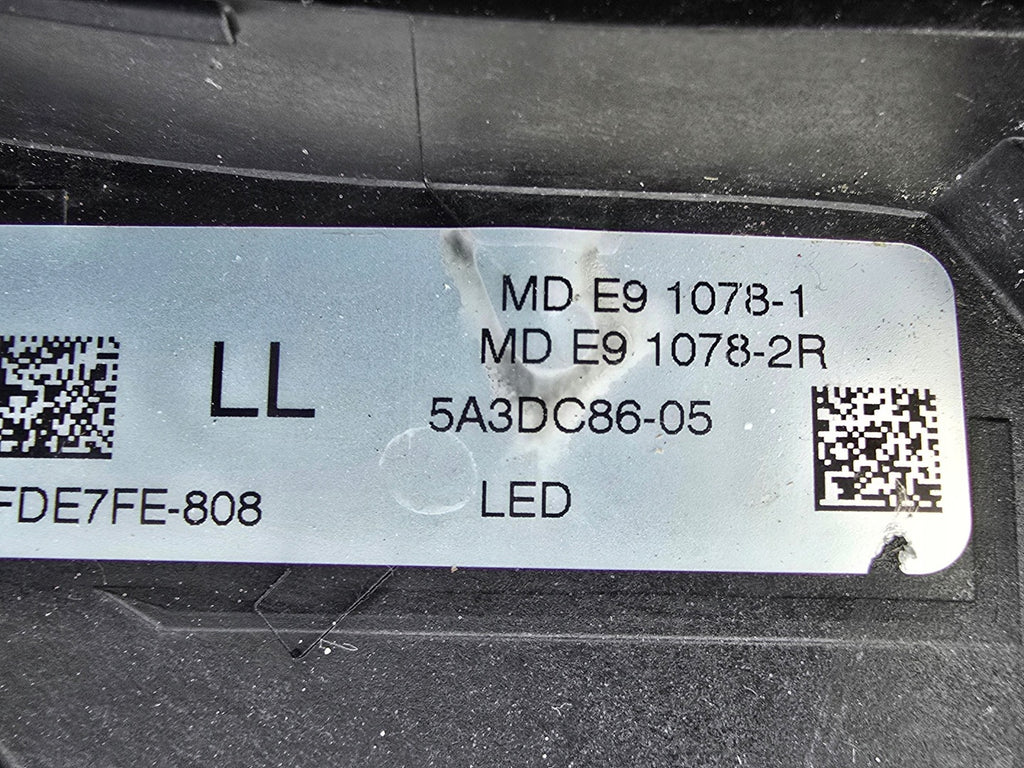 MD E9 1078-1
MD E9 1078-2R
LL
5A3DC86-05
FDE7FE-808
LED